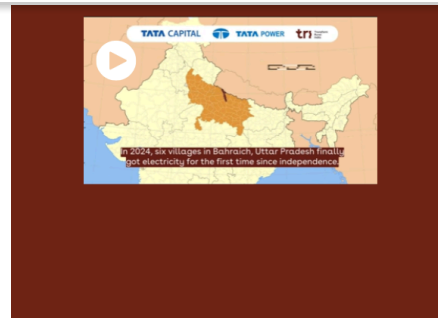 TATA CAPITAL TATA POWER tri
In 2024, six villages in Bahraich, Uttar Pradesh finally
got electricity for the first time since independence.